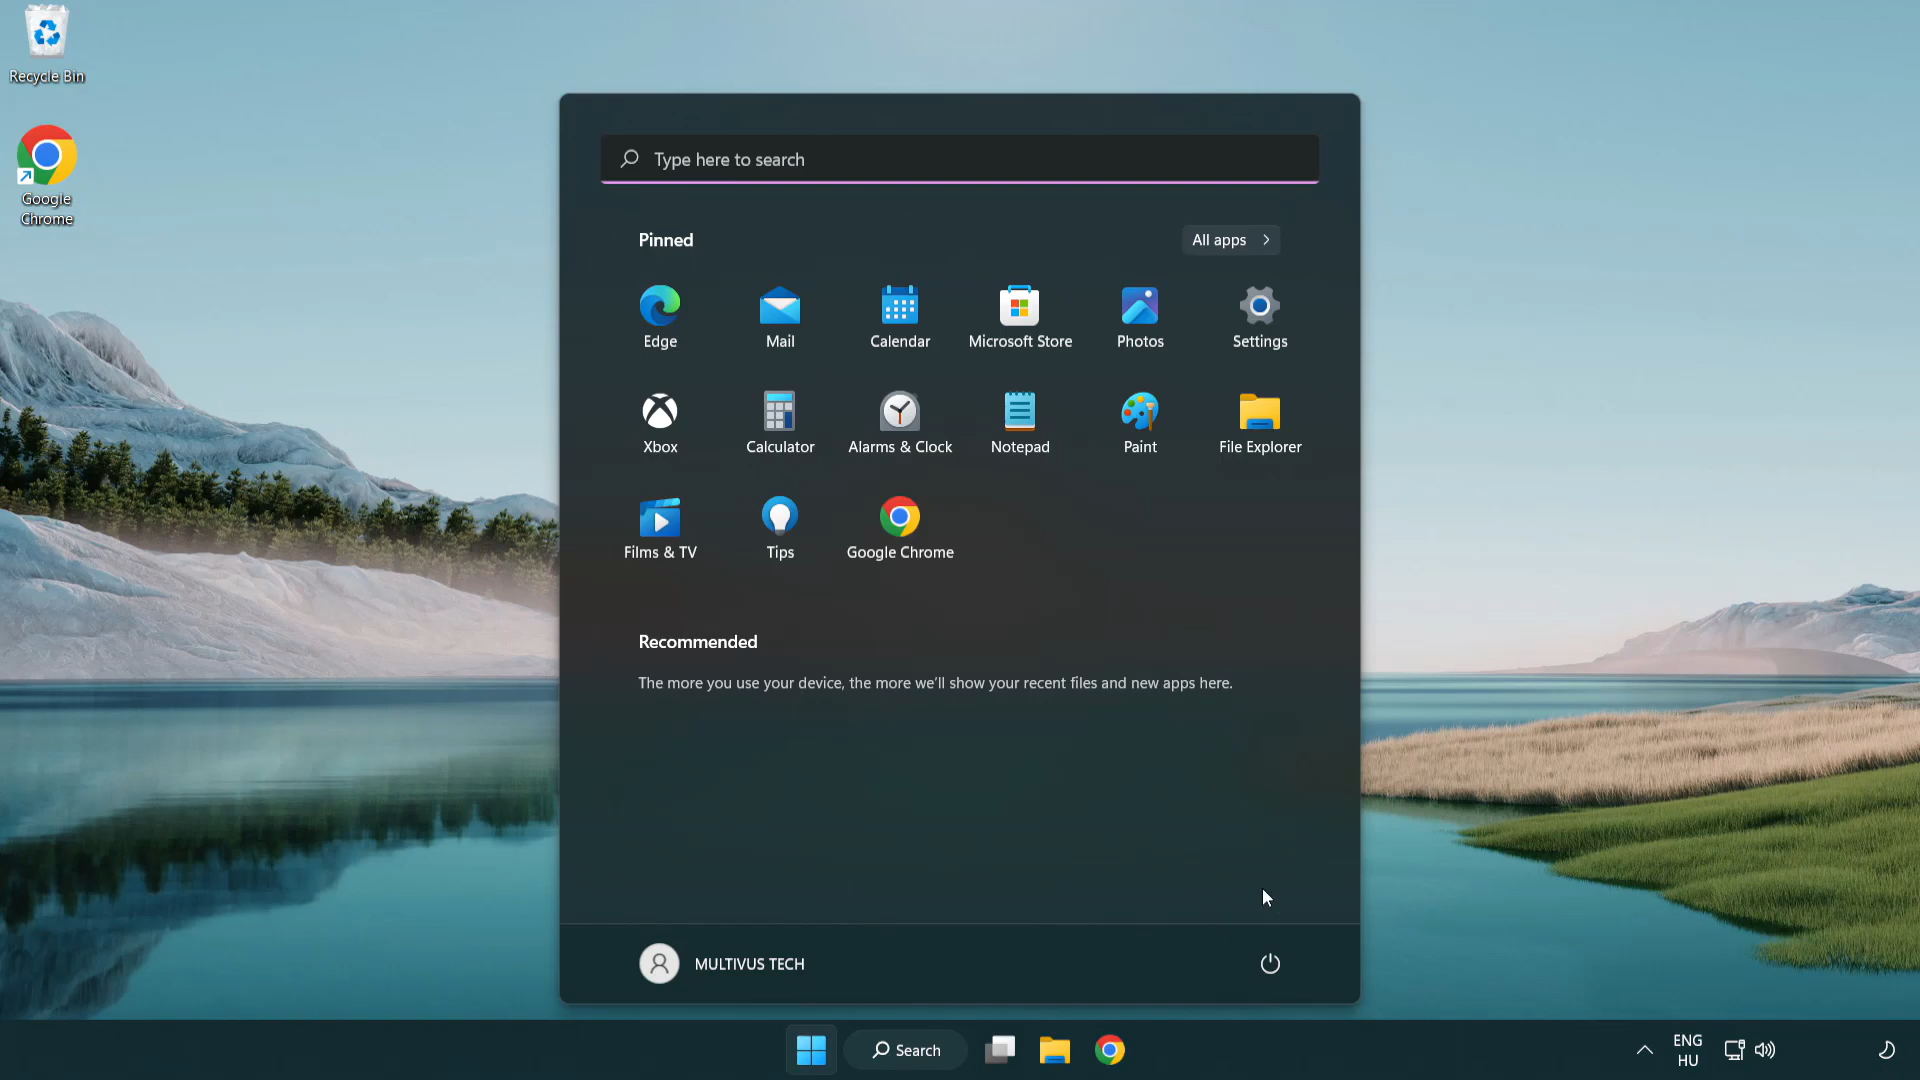 Recycle Bin
Google
Chrome
Type here to search
Pinned
All apps
Edge
Mail
Calendar
Microsoft Store
Photos
Settings
Xbox
Calculator
Alarms & Clock
Notepad
Paint
File Explorer
Films & TV
Tips
Google Chrome
Recommended
The more you use your device, the more we'll show your recent files and new apps here.
MULTIVUS TECH
Search
ENG
HU